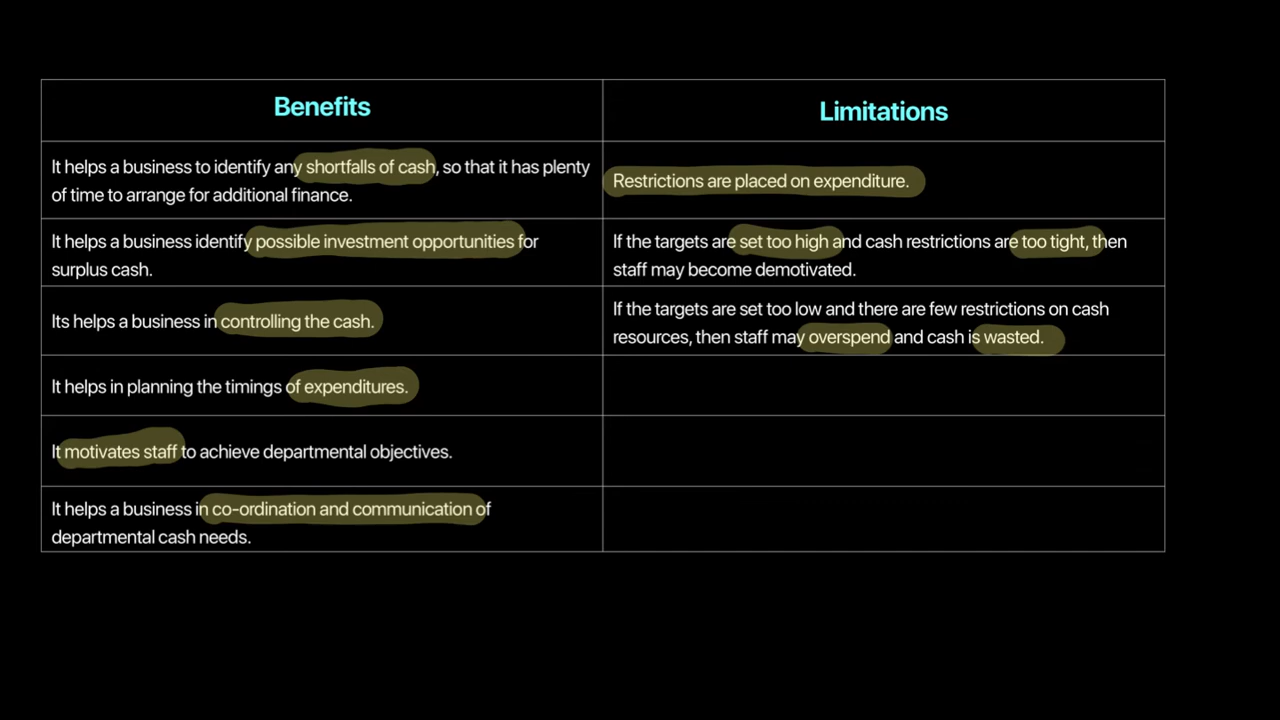 Benefits
Limitations
It helps a business to identify any shortfalls of cash, so that it has plenty
of time to arrange for additional finance.
Restrictions are placed on expenditure.
It helps a business identify possible investment opportunities for
surplus cash.
If the targets are set too high and cash restrictions are too tight, then
staff may become demotivated.
Its helps a business in controlling the cash.
If the targets are set too low and there are few restrictions on cash
resources, then staff may overspend and cash is wasted.
It helps in planning the timings of expenditures.
It motivates staff to achieve departmental objectives.
It helps a business in co-ordination and communication of
departmental cash needs.